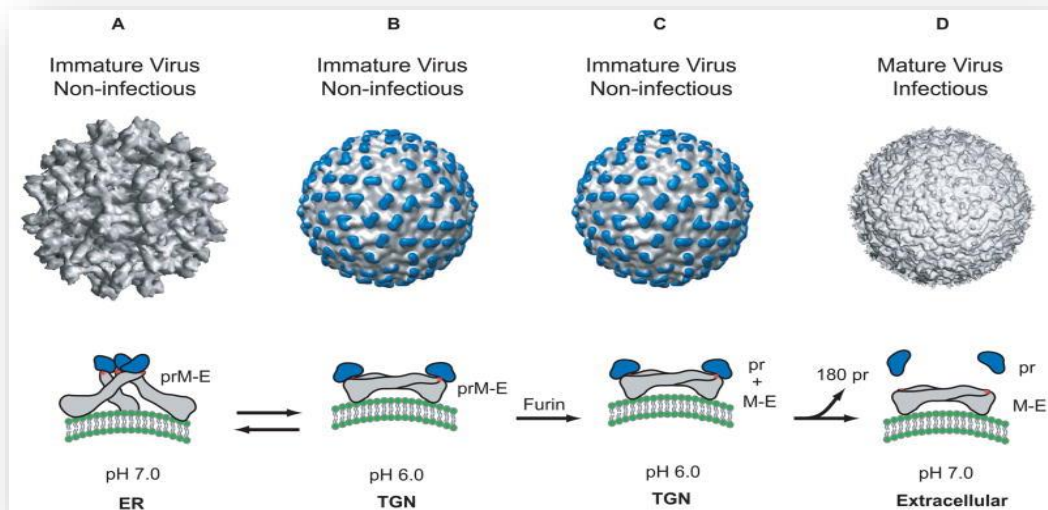 A
B
C
D
Immature Virus
Non-infectious
Immature Virus
Non-infectious
Immature Virus
Non-infectious
Mature Virus
Infectious
prM-E
prM-E
Furin
pr
+
M-E
180 pr
pr
M-E
pH 7.0
ER
pH 6.0
TGN
pH 6.0
TGN
pH 7.0
Extracellular